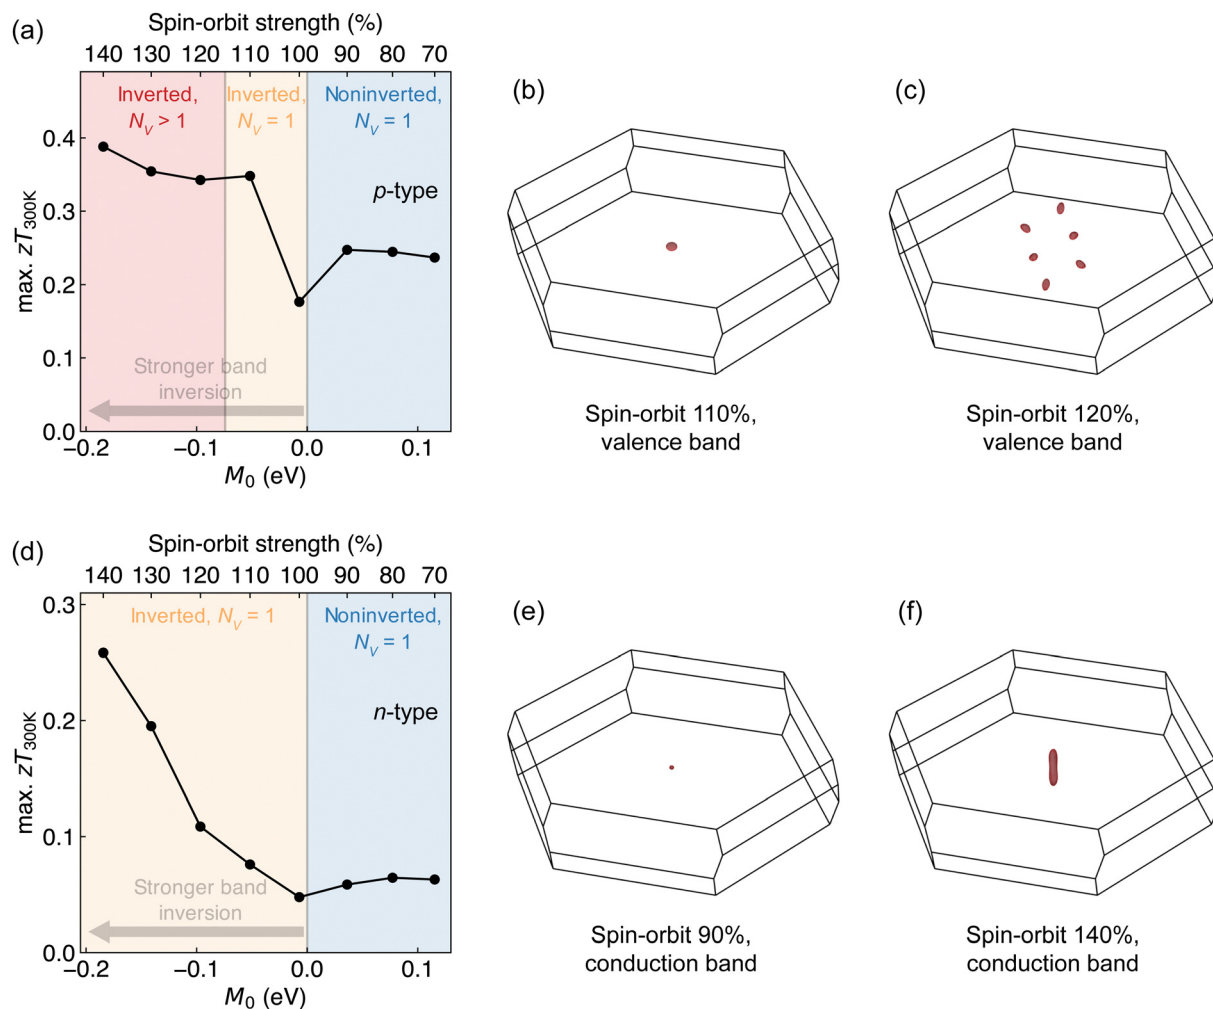 (a)
Spin-orbit strength (%)
140 130 120 110 100 90 80 70
Inverted,
N_V > 1
Inverted,
N_V = 1
Noninverted,
N_V = 1
p-type
max. zT_300K
0.4
0.3
0.2
0.1
0.0
Stronger band
inversion
−0.2 −0.1 0.0 0.1
M_0 (eV)
(b)
Spin-orbit 110%,
valence band
(c)
Spin-orbit 120%,
valence band
(d)
Spin-orbit strength (%)
140 130 120 110 100 90 80 70
Inverted, N_V = 1
Noninverted,
N_V = 1
n-type
max. zT_300K
0.3
0.2
0.1
0.0
Stronger band
inversion
−0.2 −0.1 0.0 0.1
M_0 (eV)
(e)
Spin-orbit 90%,
conduction band
(f)
Spin-orbit 140%,
conduction band